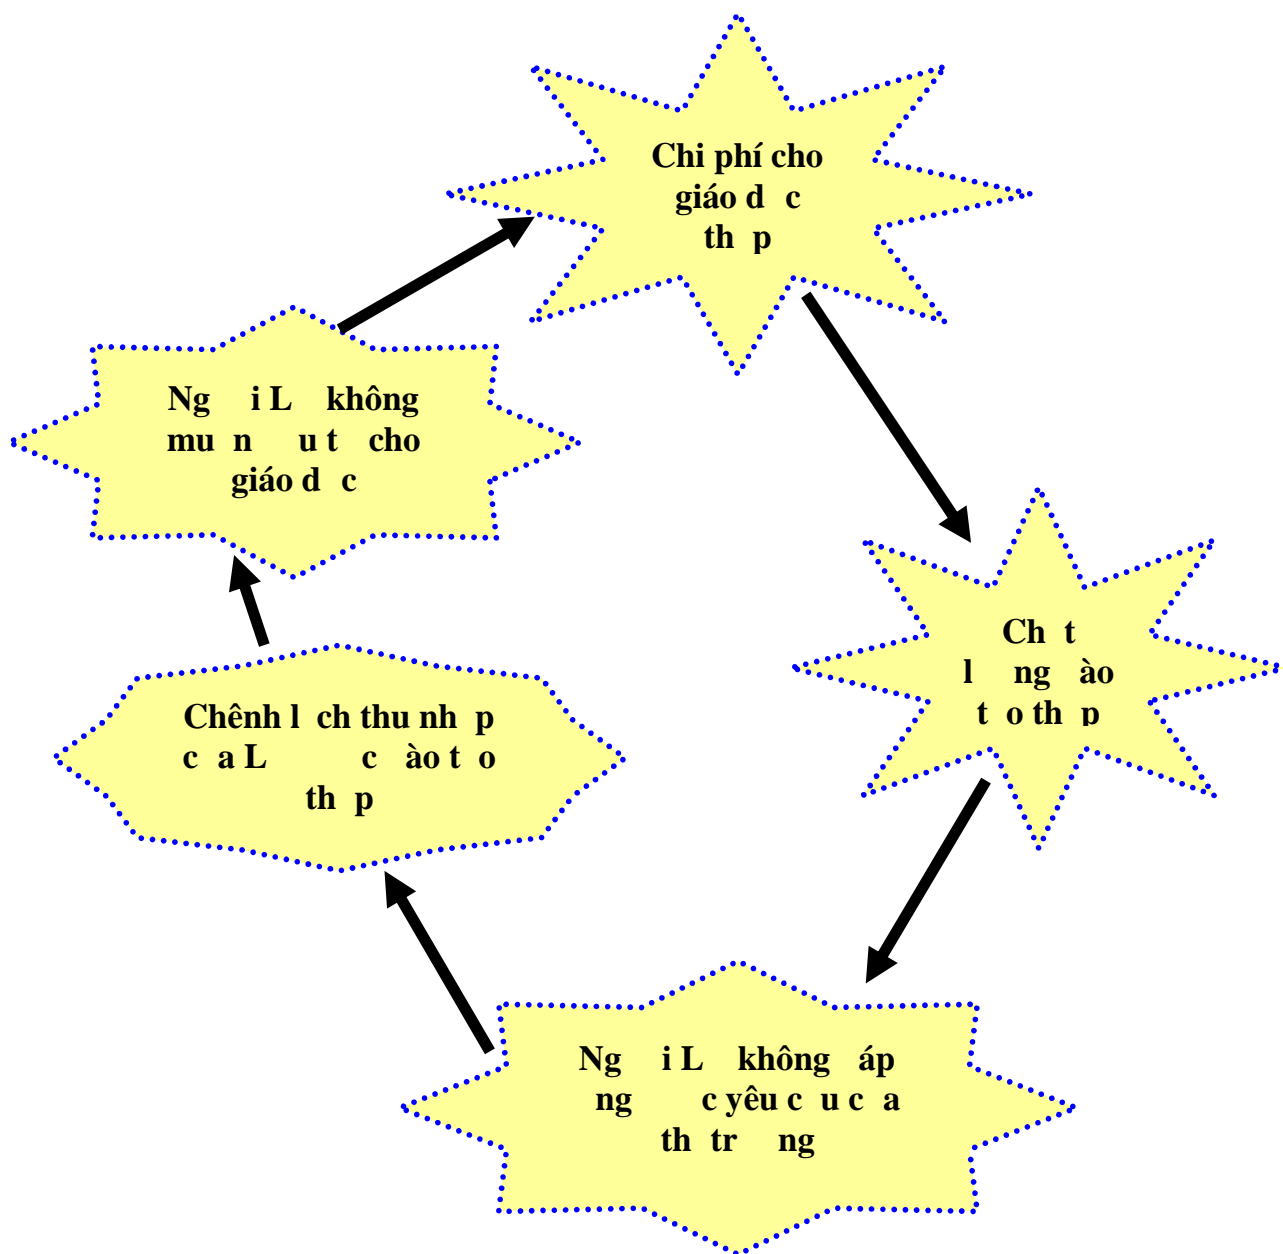 Chi phí cho
giáo d c
th p
Ng i L không
mu n u t cho
giáo d c
Ch t
l ng ào
t o th p
Chênh l ch thu nh p
c a L c ào t o
th p
Ng i L không áp
ng c yêu c u c a
th tr ng